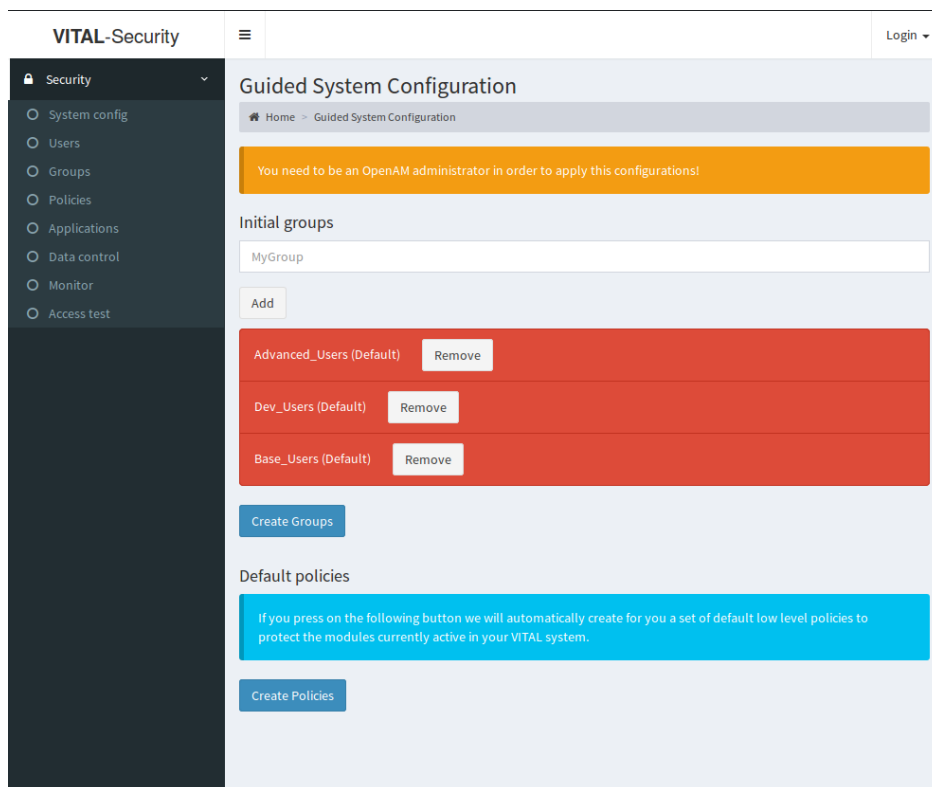 VITAL-Security
Login
Security
System config
Users
Groups
Policies
Applications
Data control
Monitor
Access test
Guided System Configuration
Home > Guided System Configuration
You need to be an OpenAM administrator in order to apply this configurations!
Initial groups
MyGroup
Add
Advanced_Users (Default) Remove
Dev_Users (Default) Remove
Base_Users (Default) Remove
Create Groups
Default policies
If you press on the following button we will automatically create for you a set of default low level policies to
protect the modules currently active in your VITAL system.
Create Policies